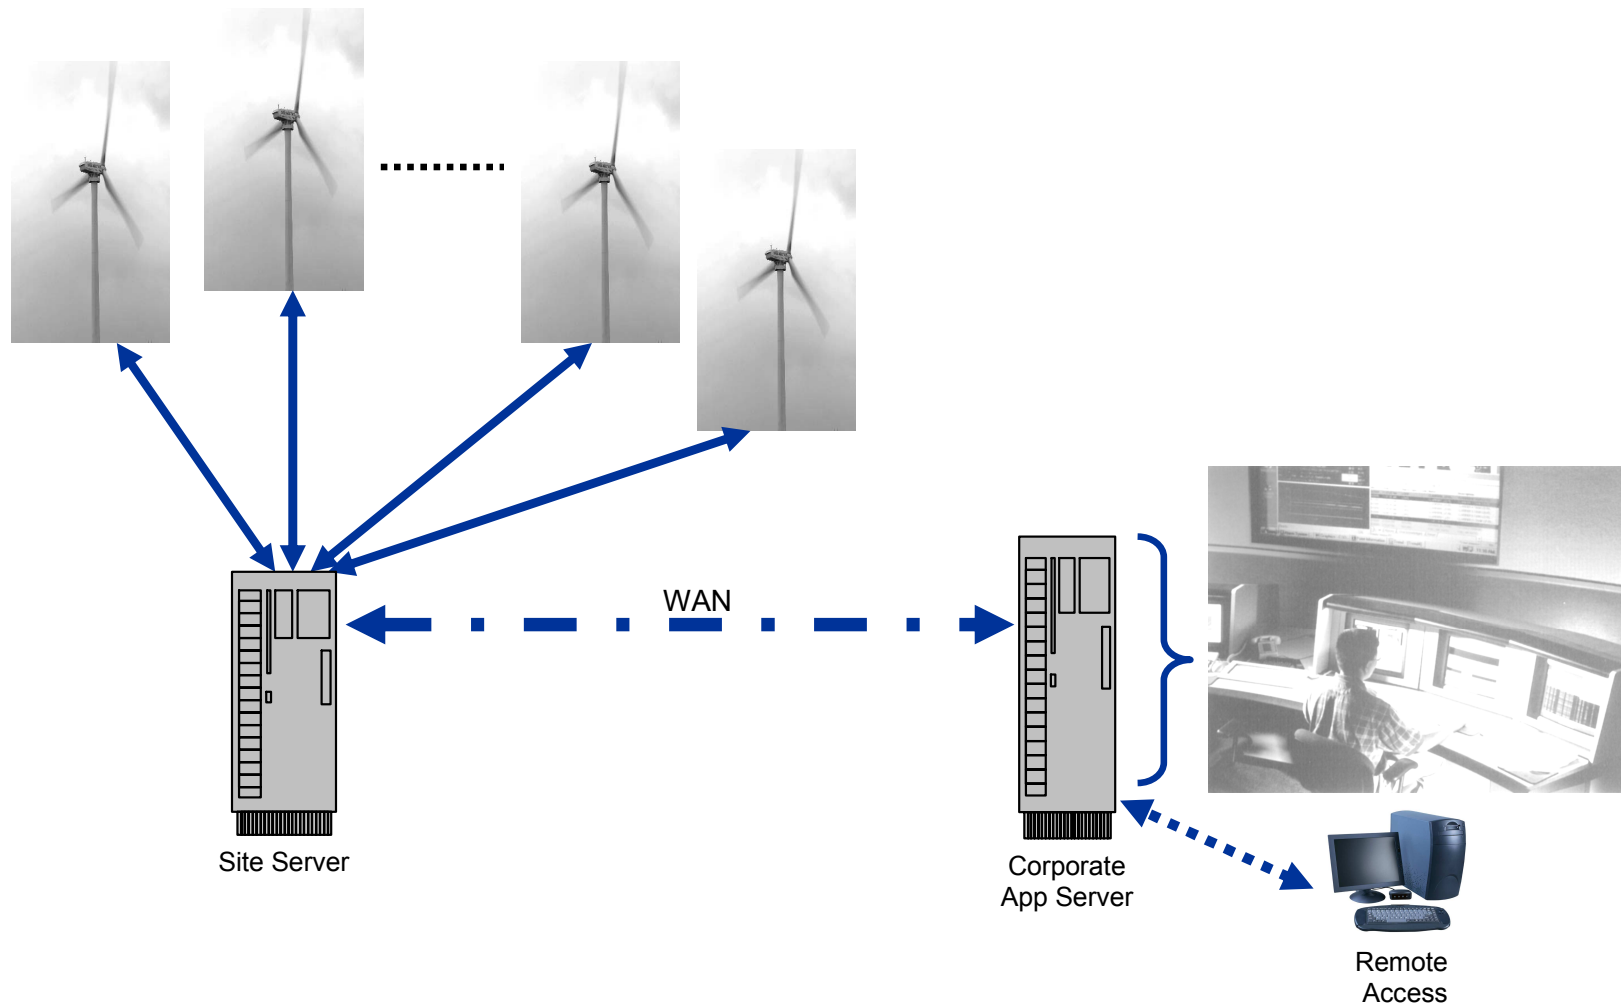 WAN
Site Server
Corporate
App Server
Remote
Access